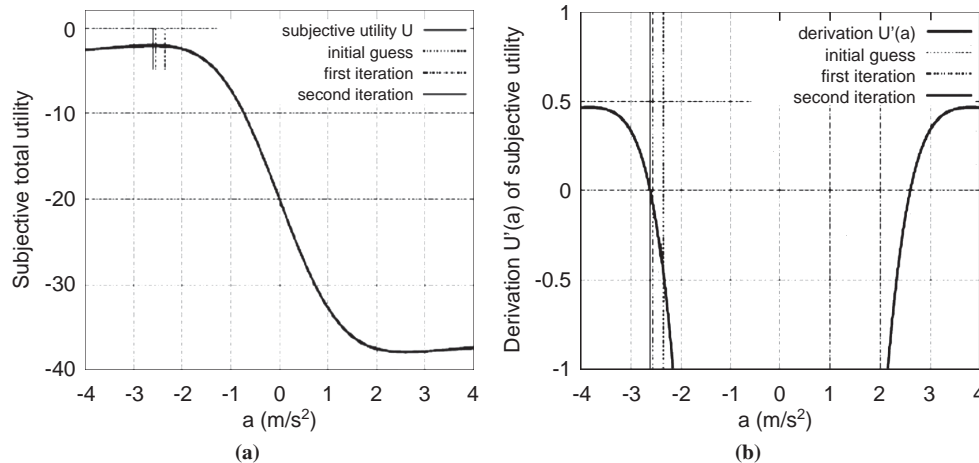 Subjective total utility
0
-10
-20
-30
-40
subjective utility U
initial guess
first iteration
second iteration
-4 -3 -2 -1 0 1 2 3 4
a (m/s2)
(a)
Derivation U'(a) of subjective utility
1
0.5
0
-0.5
-1
derivation U'(a)
initial guess
first iteration
second iteration
-4 -3 -2 -1 0 1 2 3 4
a (m/s2)
(b)